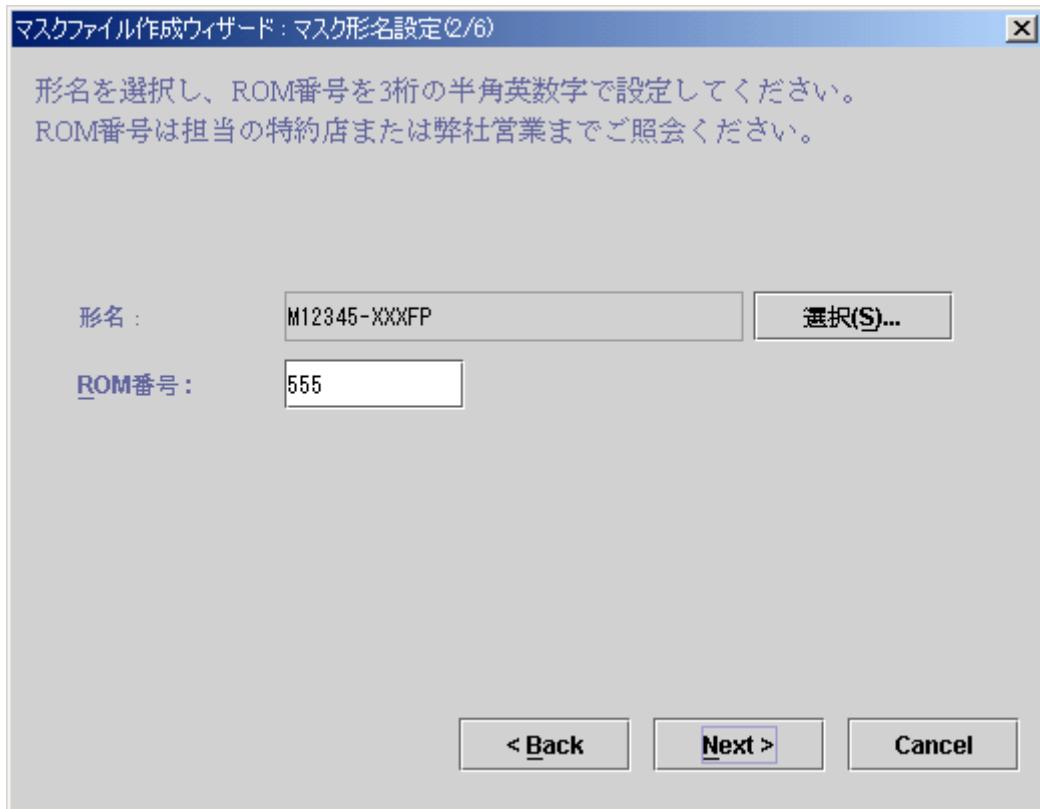 マスクファイル作成ウィザード：マスク形名設定(2/6)
形名を選択し、ROM番号を3桁の半角英数字で設定してください。
ROM番号は担当の特約店または弊社営業までご照会ください。
形名： M12345-XXXFP 選択(S)...
ROM番号： 555
< Back Next > Cancel